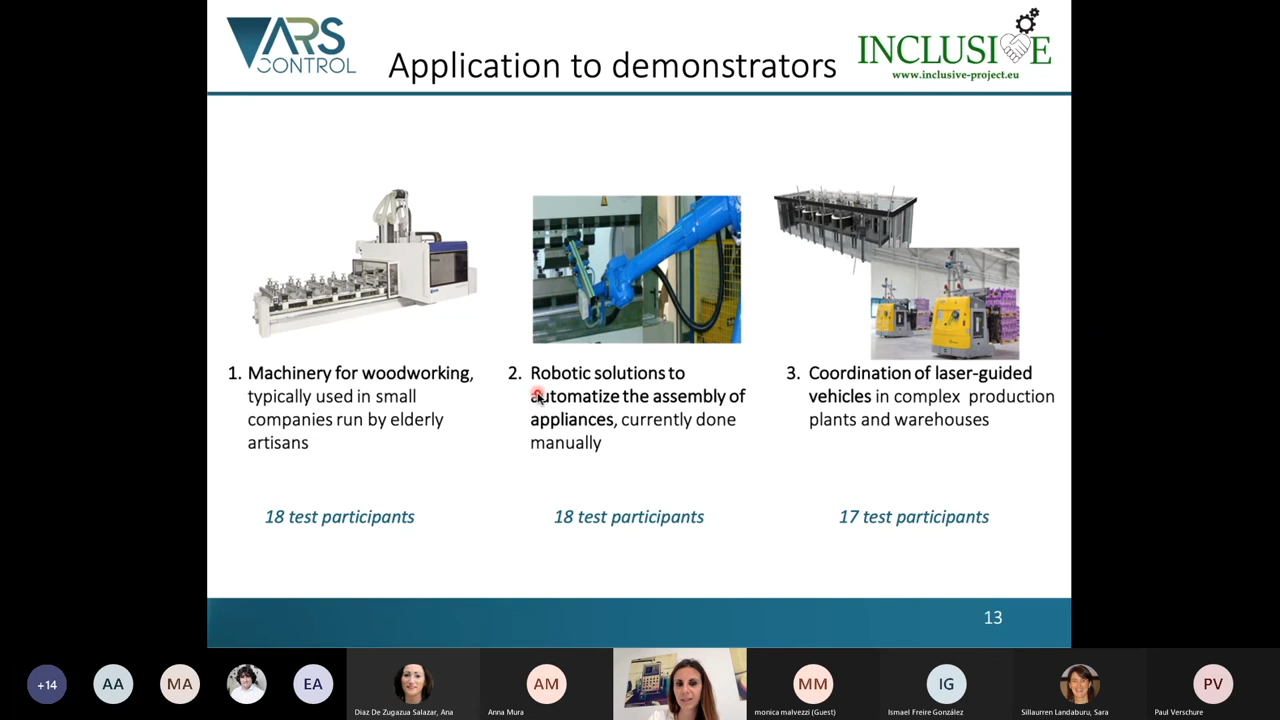 ARS
CONTROL
Application to demonstrators
INCLUSIVE
www.inclusive-project.eu
1. Machinery for woodworking,
typically used in small
companies run by elderly
artisans
18 test participants
2. Robotic solutions to
automatize the assembly of
appliances, currently done
manually
18 test participants
3. Coordination of laser-guided
vehicles in complex production
plants and warehouses
17 test participants
13
+14
AA
MA
EA
Diaz De Zugazua Salazar, Ana
AM
Anna Mura
MM
monica malvezzi (Guest)
IG
Ismael Freire González
Sillaurren Landaburu, Sara
PV
Paul Verschure